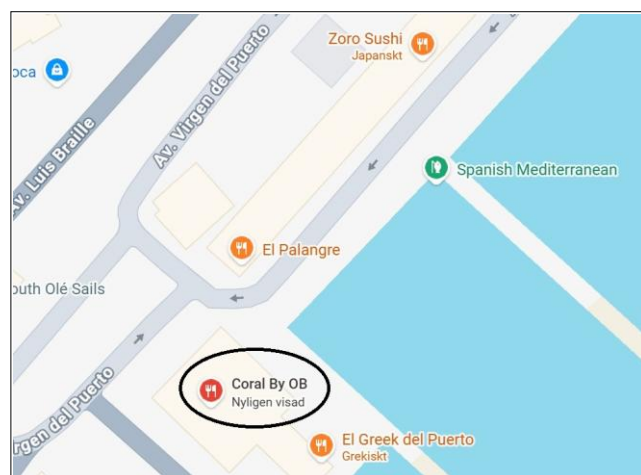 Zoro Sushi
Japanskt
oca
Av. Virgen del Puerto
Av. Luis Braille
Spanish Mediterranean
El Palangre
outh Olé Sails
Coral By OB
Nyligen visad
rgen del Puerto
El Greek del Puerto
Grekiskt